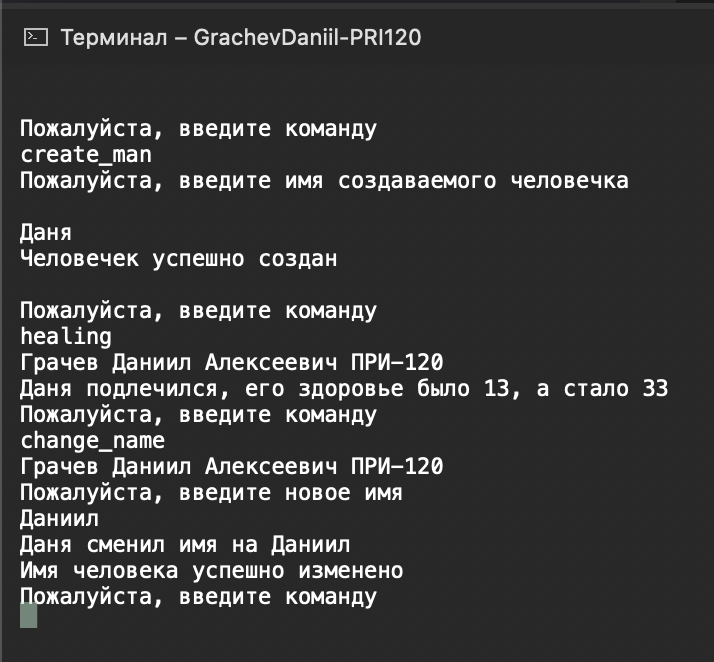 Терминал – GrachevDaniil-PRI120
Пожалуйста, введите команду
create_man
Пожалуйста, введите имя создаваемого человечка
Даня
Человечек успешно создан
Пожалуйста, введите команду
healing
Грачев Даниил Алексеевич ПРИ-120
Даня подлечился, его здоровье было 13, а стало 33
Пожалуйста, введите команду
change_name
Грачев Даниил Алексеевич ПРИ-120
Пожалуйста, введите новое имя
Даниил
Даня сменил имя на Даниил
Имя человека успешно изменено
Пожалуйста, введите команду